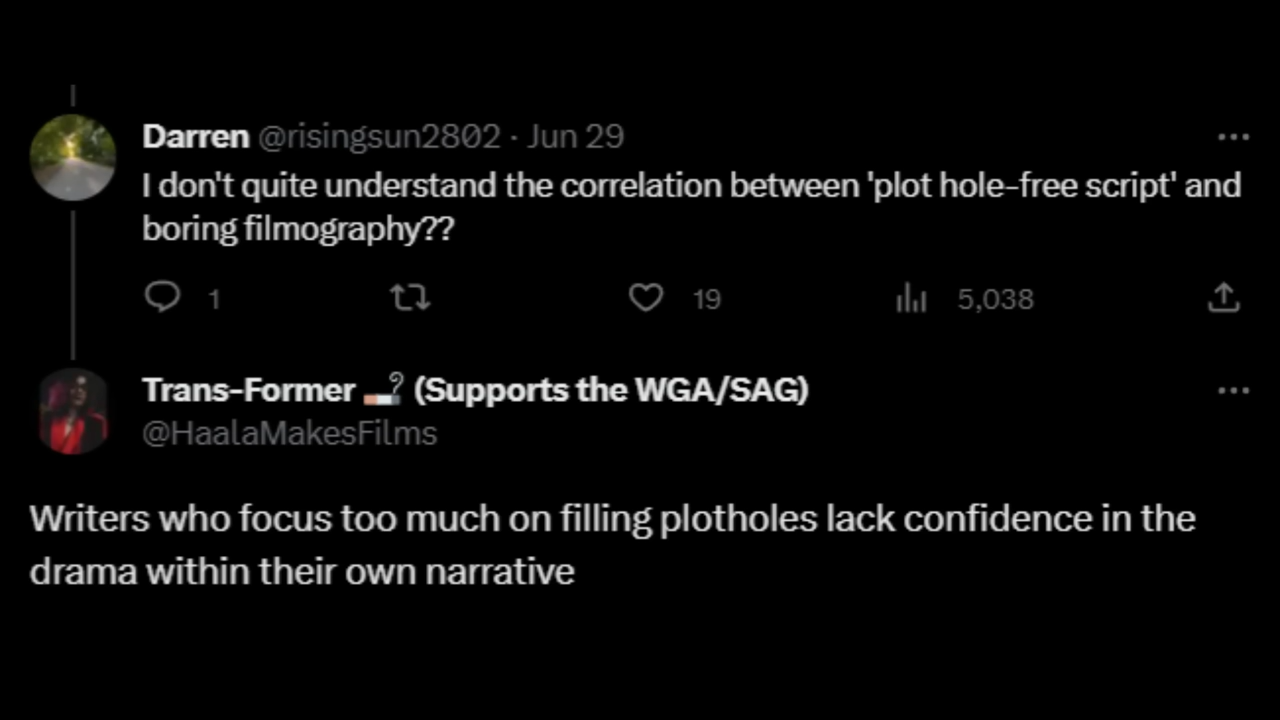 Darren @risingsun2802 · Jun 29
I don't quite understand the correlation between 'plot hole-free script' and
boring filmography??
1 19 5,038
Trans-Former 🚬 (Supports the WGA/SAG)
@HaalaMakesFilms
Writers who focus too much on filling plotholes lack confidence in the
drama within their own narrative